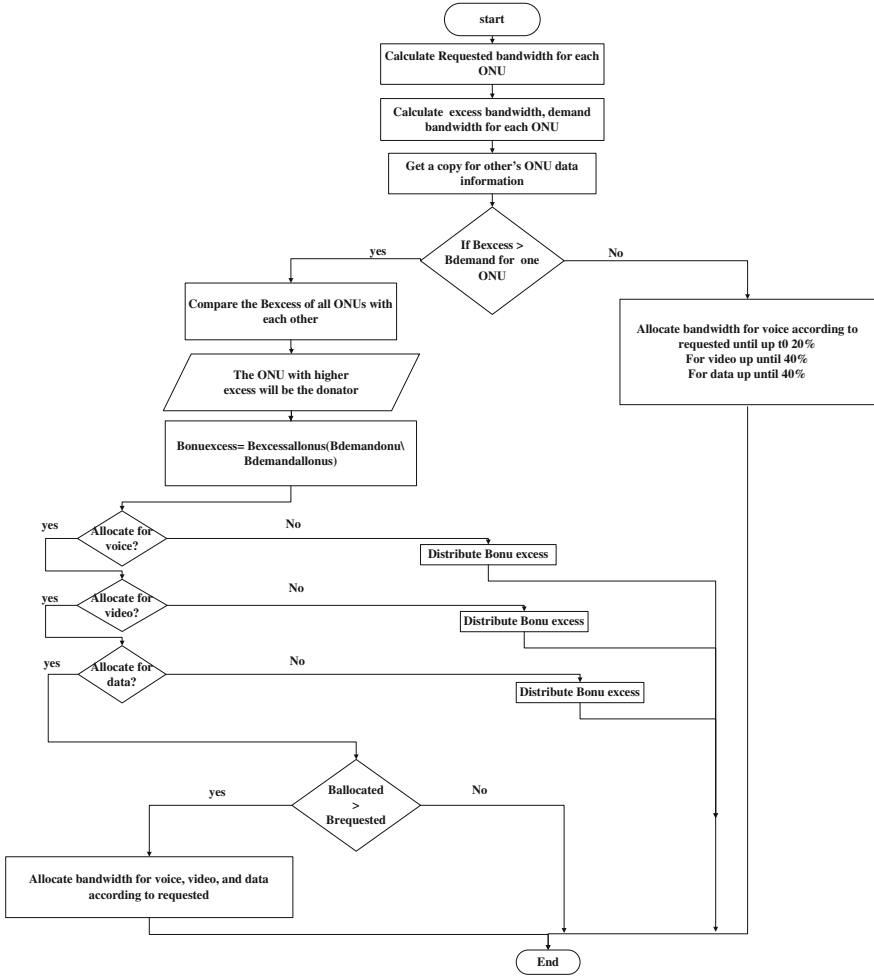 start
Calculate Requested bandwidth for each
ONU
Calculate excess bandwidth, demand
bandwidth for each ONU
Get a copy for other's ONU data
information
If Bexcess >
Bdemand for one
ONU
yes
No
Compare the Bexcess of all ONUs with
each other
Allocate bandwidth for voice according to
requested until up t0 20%
For video up until 40%
For data up until 40%
The ONU with higher
excess will be the donator
Bonuexcess= Bexcessallonus(Bdemandonu\
Bdemandallonus)
yes
Allocate for
voice?
No
Distribute Bonu excess
yes
Allocate for
video?
No
Distribute Bonu excess
yes
Allocate for
data?
No
Distribute Bonu excess
Ballocated
>
Brequested
yes
No
Allocate bandwidth for voice, video, and data
according to requested
End